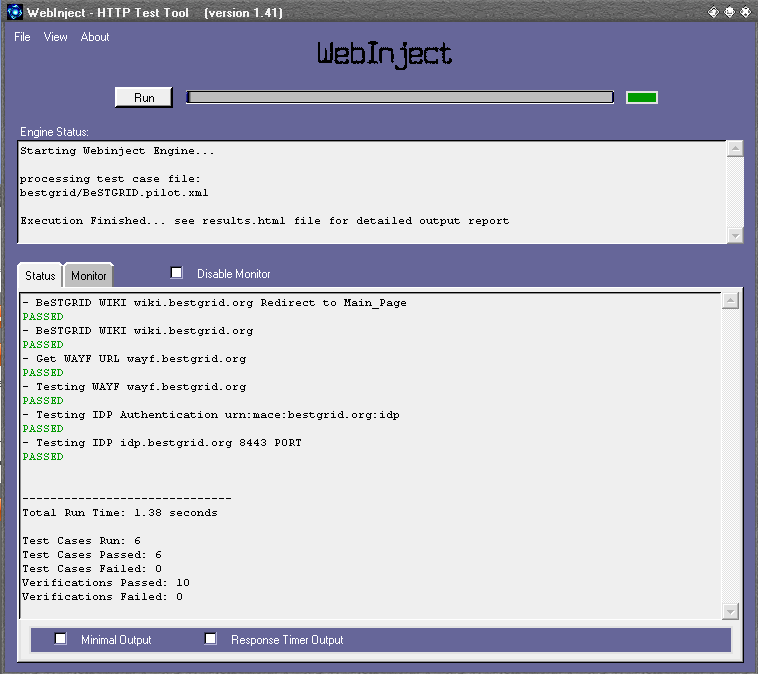 WebInject - HTTP Test Tool (version 1.41)
File View About
WebInject
Run
Engine Status:
Starting Webinject Engine...
processing test case file:
bestgrid/BeSTGRID.pilot.xml
Execution Finished... see results.html file for detailed output report
Status Monitor Disable Monitor
- BeSTGRID WIKI wiki.bestgrid.org Redirect to Main_Page
PASSED
- BeSTGRID WIKI wiki.bestgrid.org
PASSED
- Get WAYF URL wayf.bestgrid.org
PASSED
- Testing WAYF wayf.bestgrid.org
PASSED
- Testing IDP Authentication urn:mace:bestgrid.org:idp
PASSED
- Testing IDP idp.bestgrid.org 8443 PORT
PASSED
------------------------------
Total Run Time: 1.38 seconds
Test Cases Run: 6
Test Cases Passed: 6
Test Cases Failed: 0
Verifications Passed: 10
Verifications Failed: 0
Minimal Output Response Timer Output